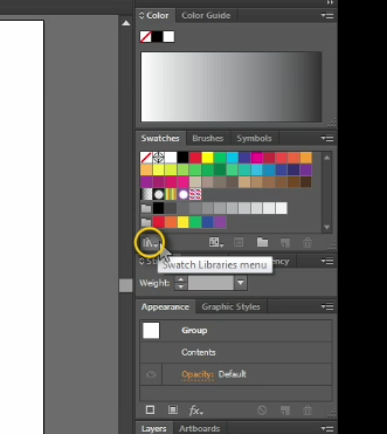 Color Color Guide
Swatches Brushes Symbols
Swatch Libraries menu
Weight:
Appearance Graphic Styles
Group
Contents
Opacity: Default
fx.
Layers Artboards